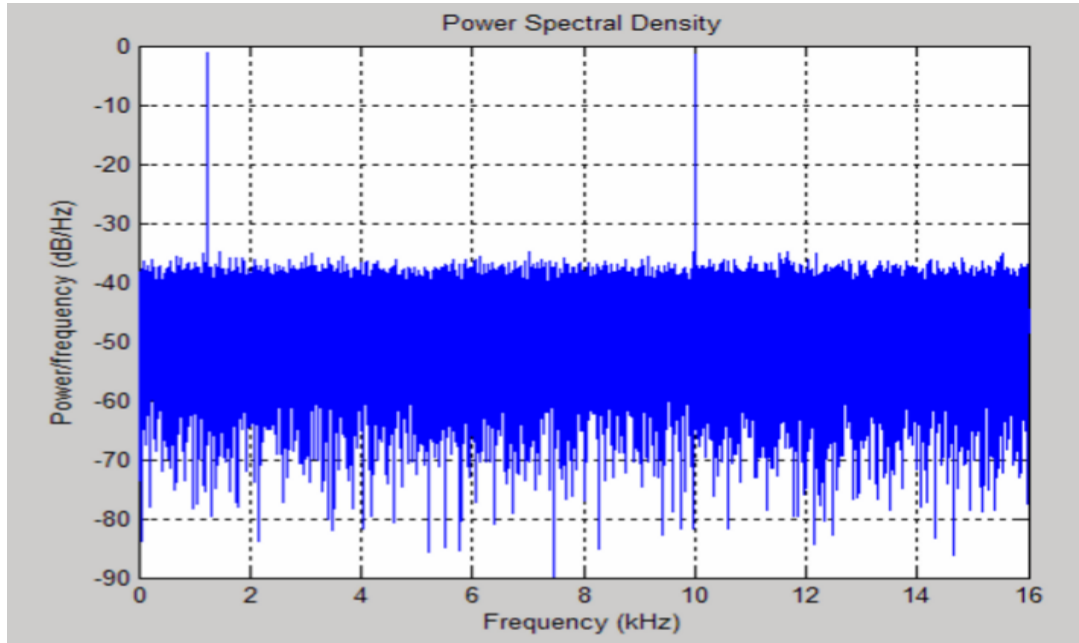 Power Spectral Density
Power/frequency (dB/Hz)
0
-10
-20
-30
-40
-50
-60
-70
-80
-90
0 2 4 6 8 10 12 14 16
Frequency (kHz)